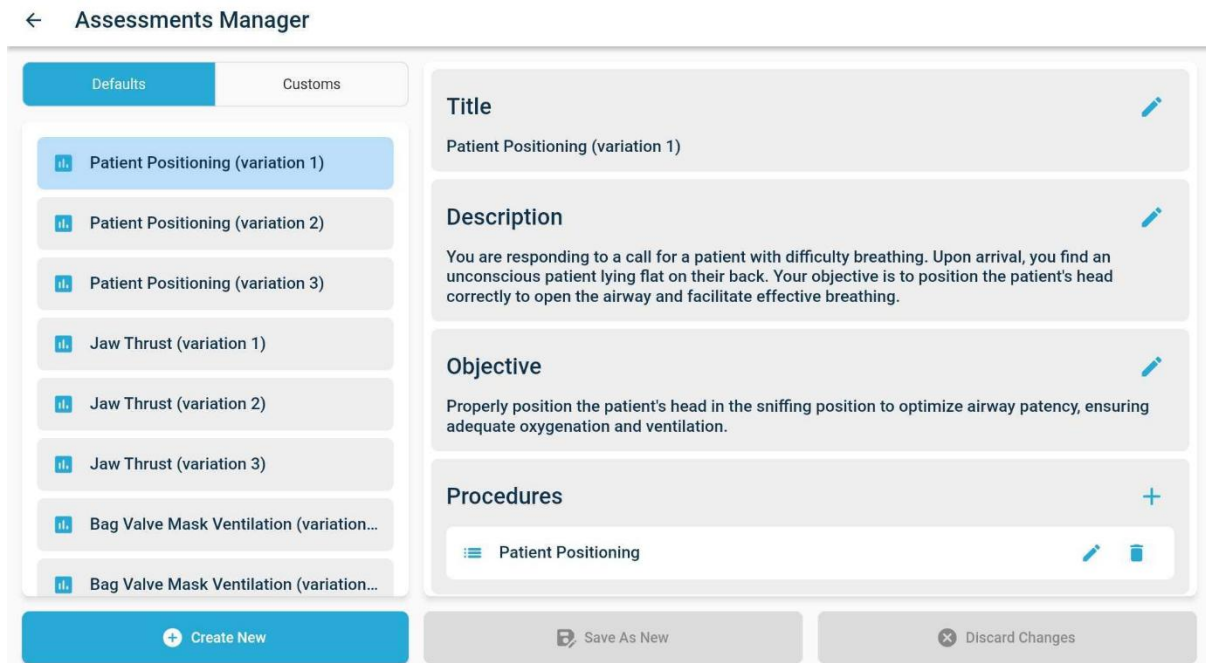 Assessments Manager
Defaults
Customs
Patient Positioning (variation 1)
Patient Positioning (variation 2)
Patient Positioning (variation 3)
Jaw Thrust (variation 1)
Jaw Thrust (variation 2)
Jaw Thrust (variation 3)
Bag Valve Mask Ventilation (variation...
Bag Valve Mask Ventilation (variation...
Create New
Title
Patient Positioning (variation 1)
Description
You are responding to a call for a patient with difficulty breathing. Upon arrival, you find an
unconscious patient lying flat on their back. Your objective is to position the patient's head
correctly to open the airway and facilitate effective breathing.
Objective
Properly position the patient's head in the sniffing position to optimize airway patency, ensuring
adequate oxygenation and ventilation.
Procedures
Patient Positioning
Save As New
Discard Changes